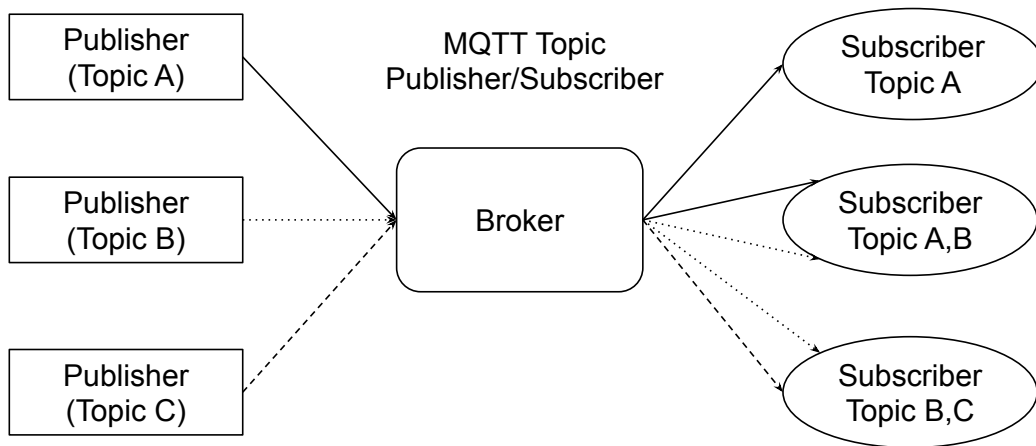 Publisher
(Topic A)
MQTT Topic
Publisher/Subscriber
Subscriber
Topic A
Publisher
(Topic B)
Broker
Subscriber
Topic A,B
Publisher
(Topic C)
Subscriber
Topic B,C